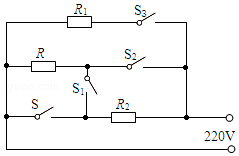 R₁ S₃
R S₂
S₁
S R₂
220V